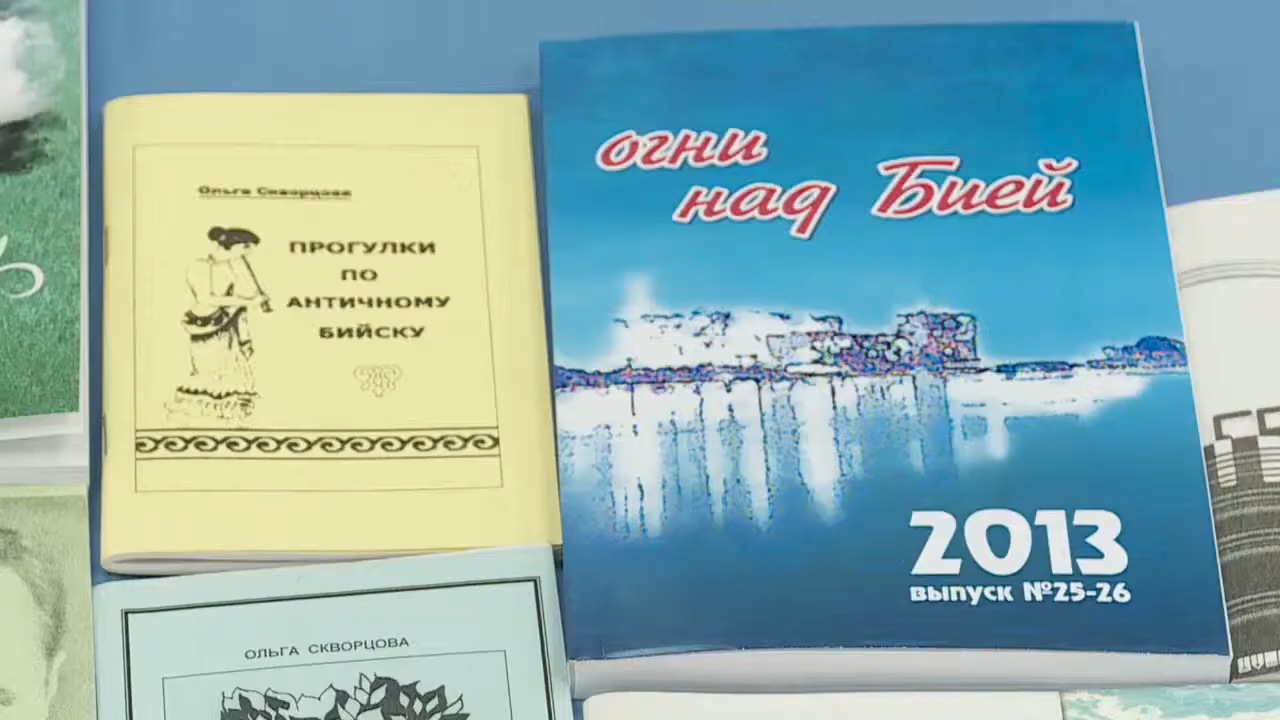 Ольга Скворцова
ПРОГУЛКИ
ПО
АНТИЧНОМУ
БИЙСКУ
ОЛЬГА СКВОРЦОВА
огни
над Бией
2013
выпуск №25-26